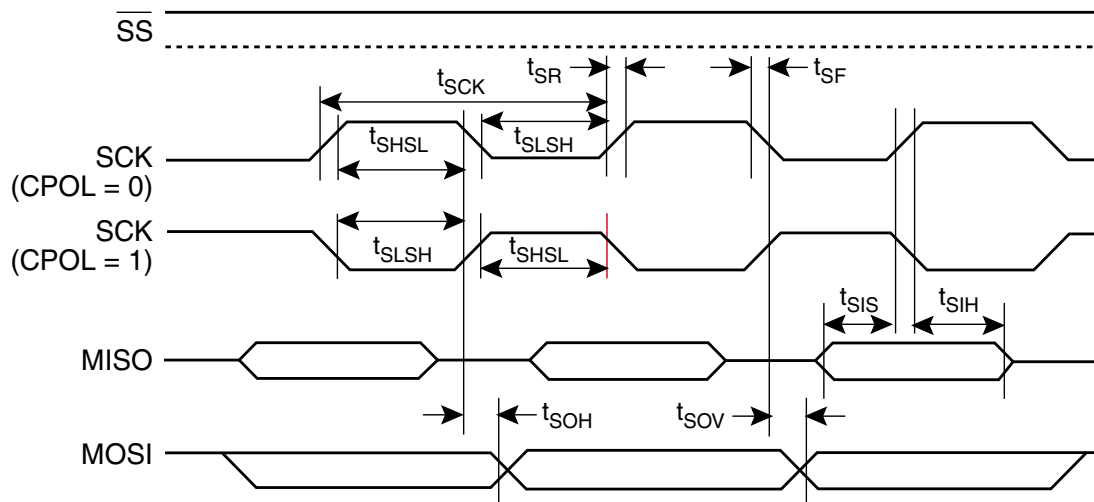 SS
tSR
tSF
tSCK
SCK
(CPOL = 0)
tSHSL
tSLSH
SCK
(CPOL = 1)
tSLSH
tSHSL
tSIS
tSIH
MISO
tSOH
tSOV
MOSI